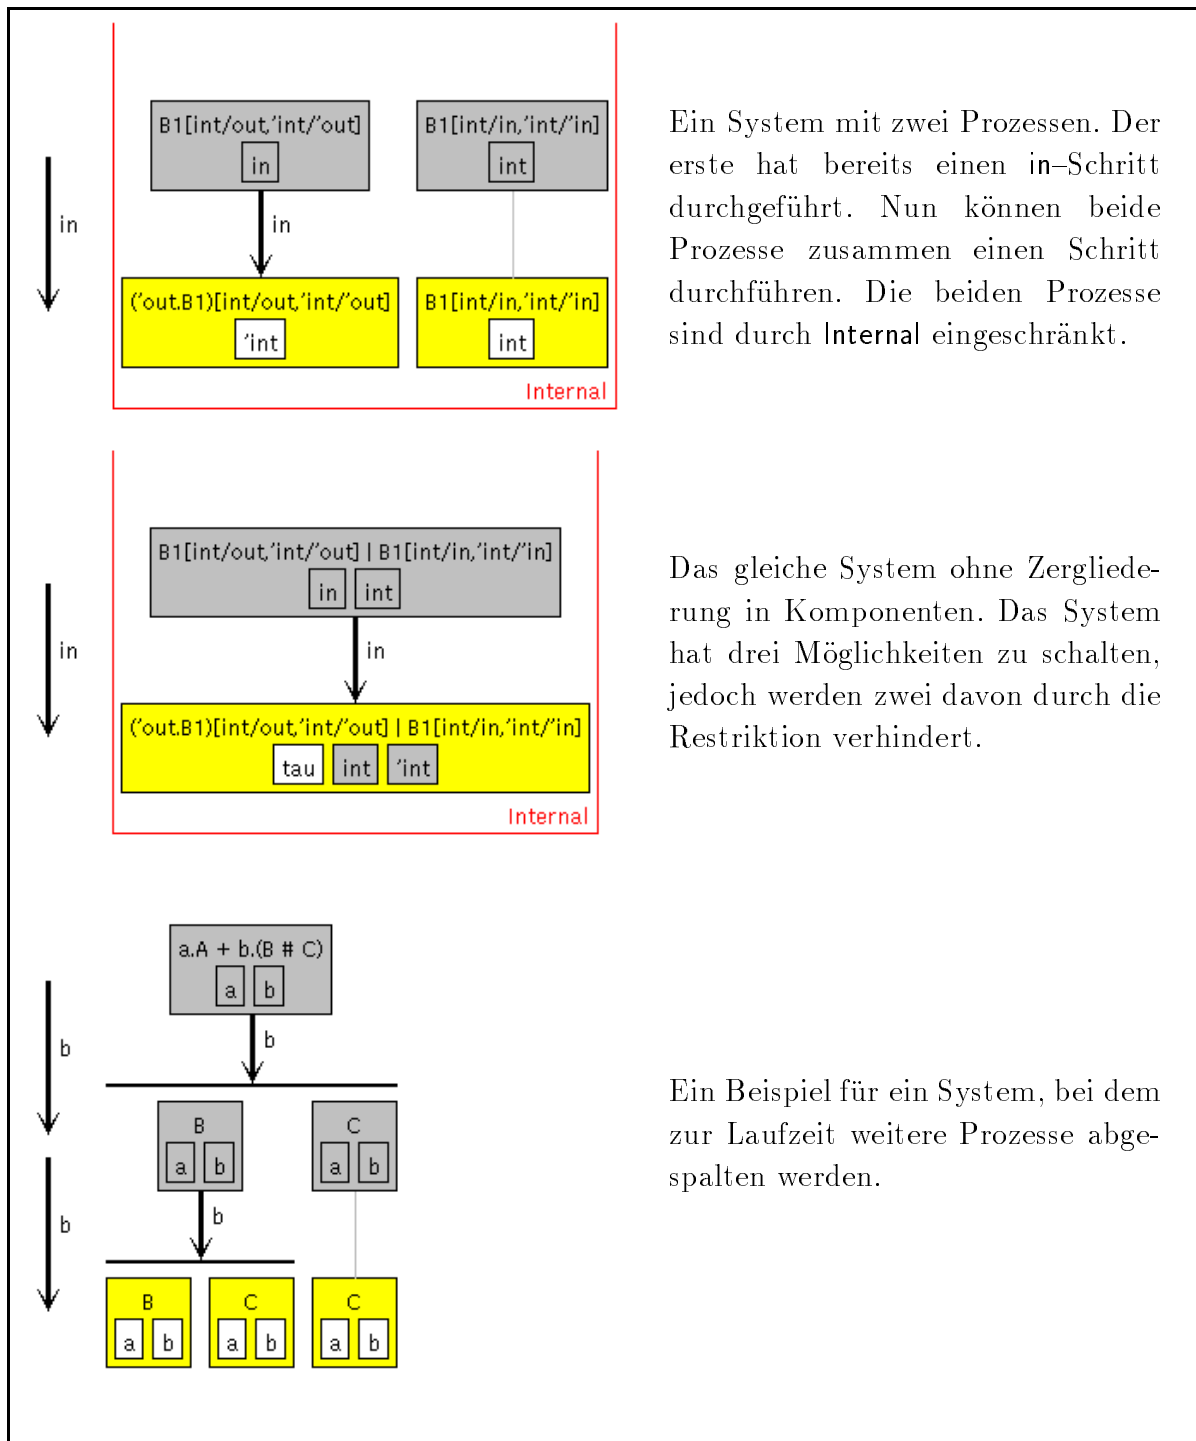 B1[int/out,'int/'out]
B1[int/in,'int/'in]
in
int
in
in
('out.B1)[int/out,'int/'out]
B1[int/in,'int/'in]
'int
int
Internal
Ein System mit zwei Prozessen. Der
erste hat bereits einen in–Schritt
durchgeführt. Nun können beide
Prozesse zusammen einen Schritt
durchführen. Die beiden Prozesse
sind durch Internal eingeschränkt.
B1[int/out,'int/'out] | B1[int/in,'int/'in]
in int
in
in
('out.B1)[int/out,'int/'out] | B1[int/in,'int/'in]
tau int 'int
Internal
Das gleiche System ohne Zergliede-
rung in Komponenten. Das System
hat drei Möglichkeiten zu schalten,
jedoch werden zwei davon durch die
Restriktion verhindert.
a.A + b.(B # C)
a b
b
b
B
C
a b
a b
b
b
B
C
C
a b
a b
a b
Ein Beispiel für ein System, bei dem
zur Laufzeit weitere Prozesse abge-
spalten werden.